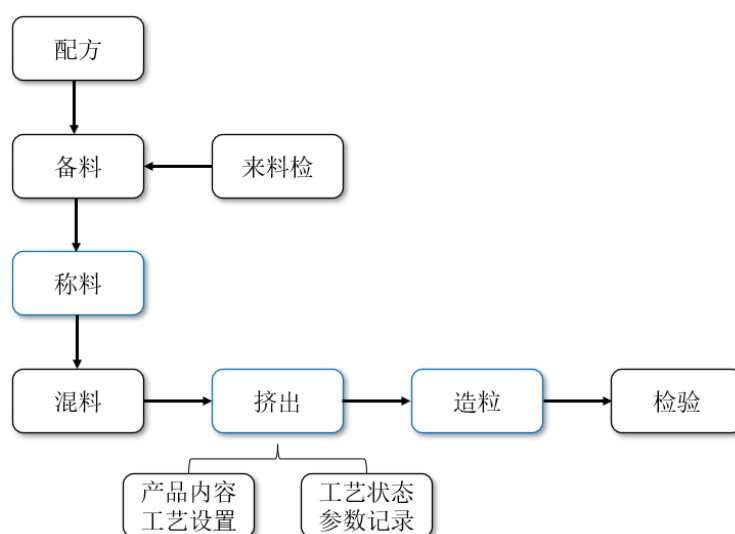 配方
备料
来料检
称料
混料
挤出
造粒
检验
产品内容
工艺设置
工艺状态
参数记录